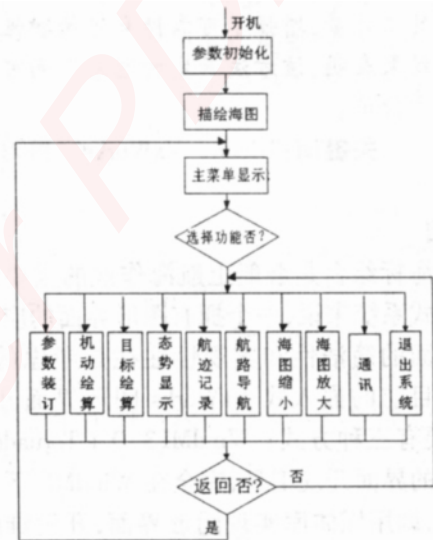 开机
参数初始化
描绘海图
主菜单显示
选择功能否?
参数装订
机动绘算
目标绘算
态势显示
航迹记录
航路导航
海图缩小
海图放大
通讯
退出系统
返回否?
否
是